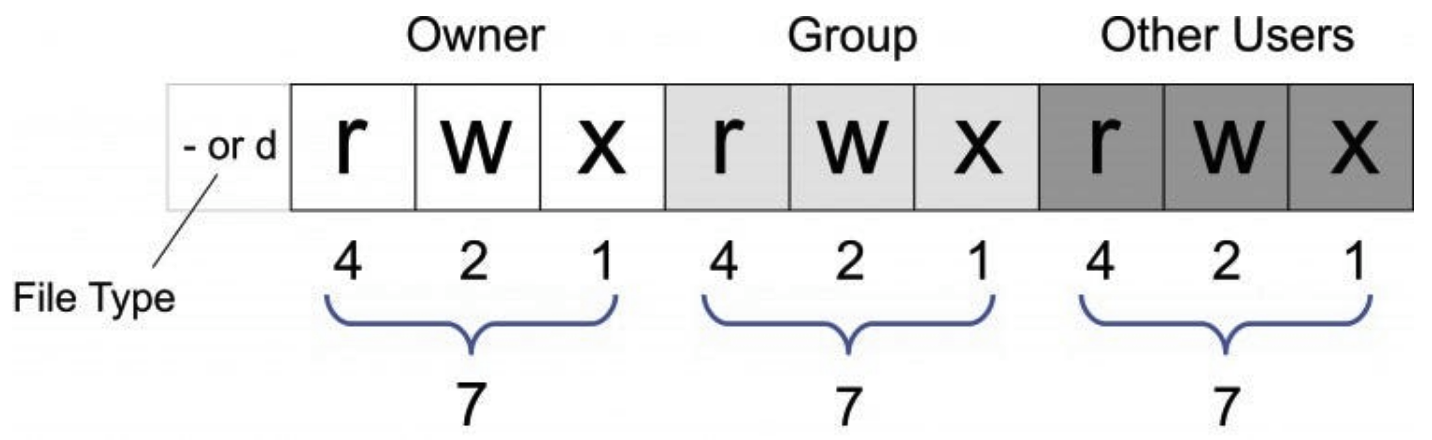 Owner Group Other Users
- or d r w x r w x r w x
4 2 1 4 2 1 4 2 1
File Type
7 7 7